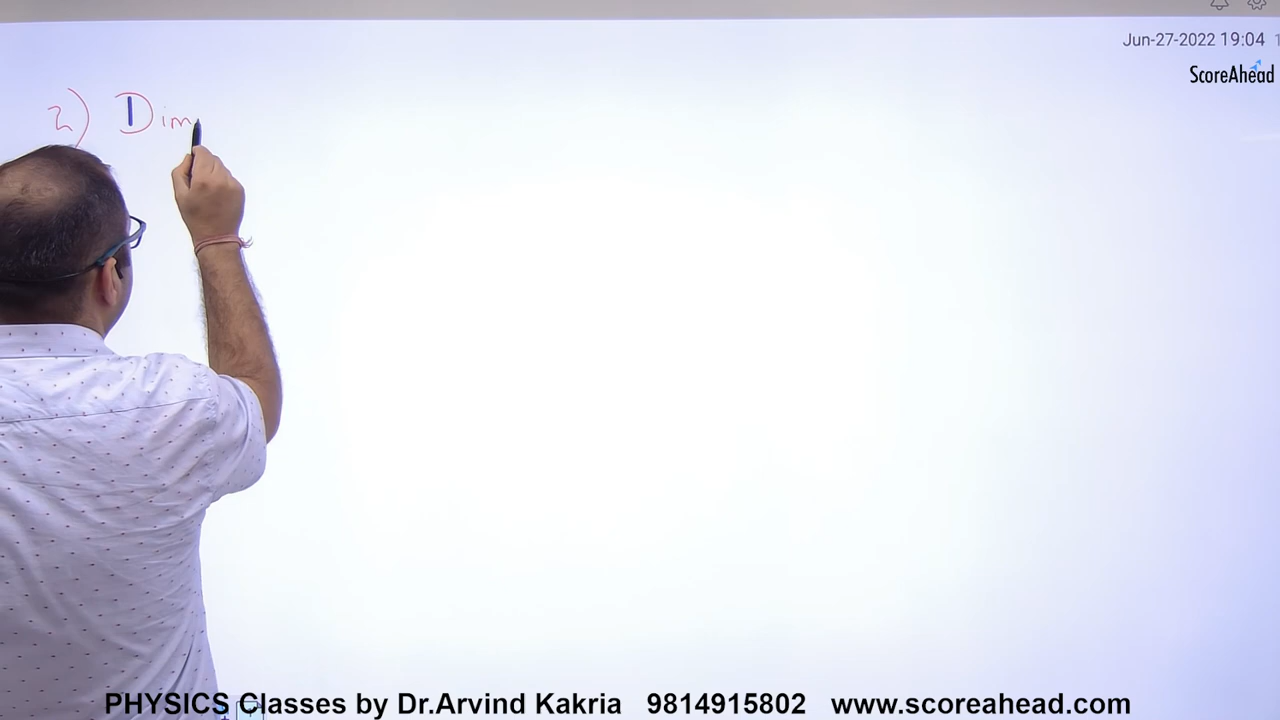 Jun-27-2022 19:04
ScoreAhead
2) Dim
PHYSICS Classes by Dr.Arvind Kakria 9814915802 www.scoreahead.com